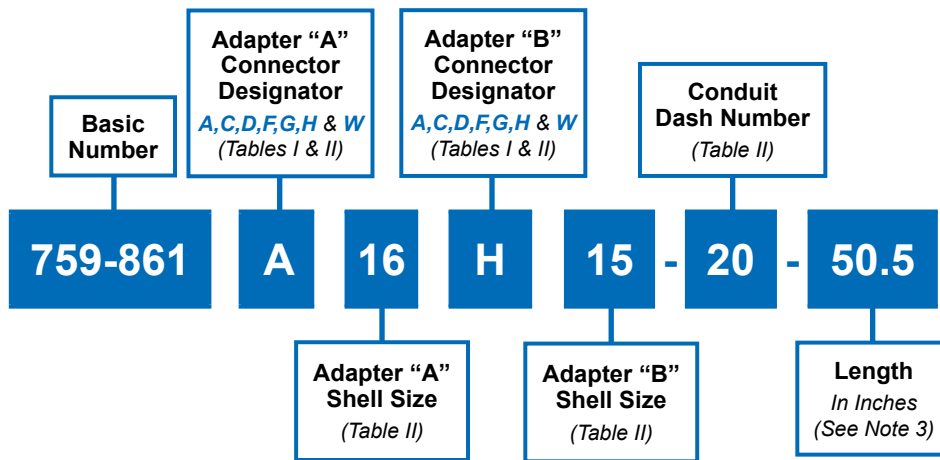 Basic
Number
Adapter “A”
Connector
Designator
A,C,D,F,G,H & W
(Tables I & II)
Adapter “B”
Connector
Designator
A,C,D,F,G,H & W
(Tables I & II)
Conduit
Dash Number
(Table II)
759-861 A 16 H 15 - 20 - 50.5
Adapter “A”
Shell Size
(Table II)
Adapter “B”
Shell Size
(Table II)
Length
In Inches
(See Note 3)